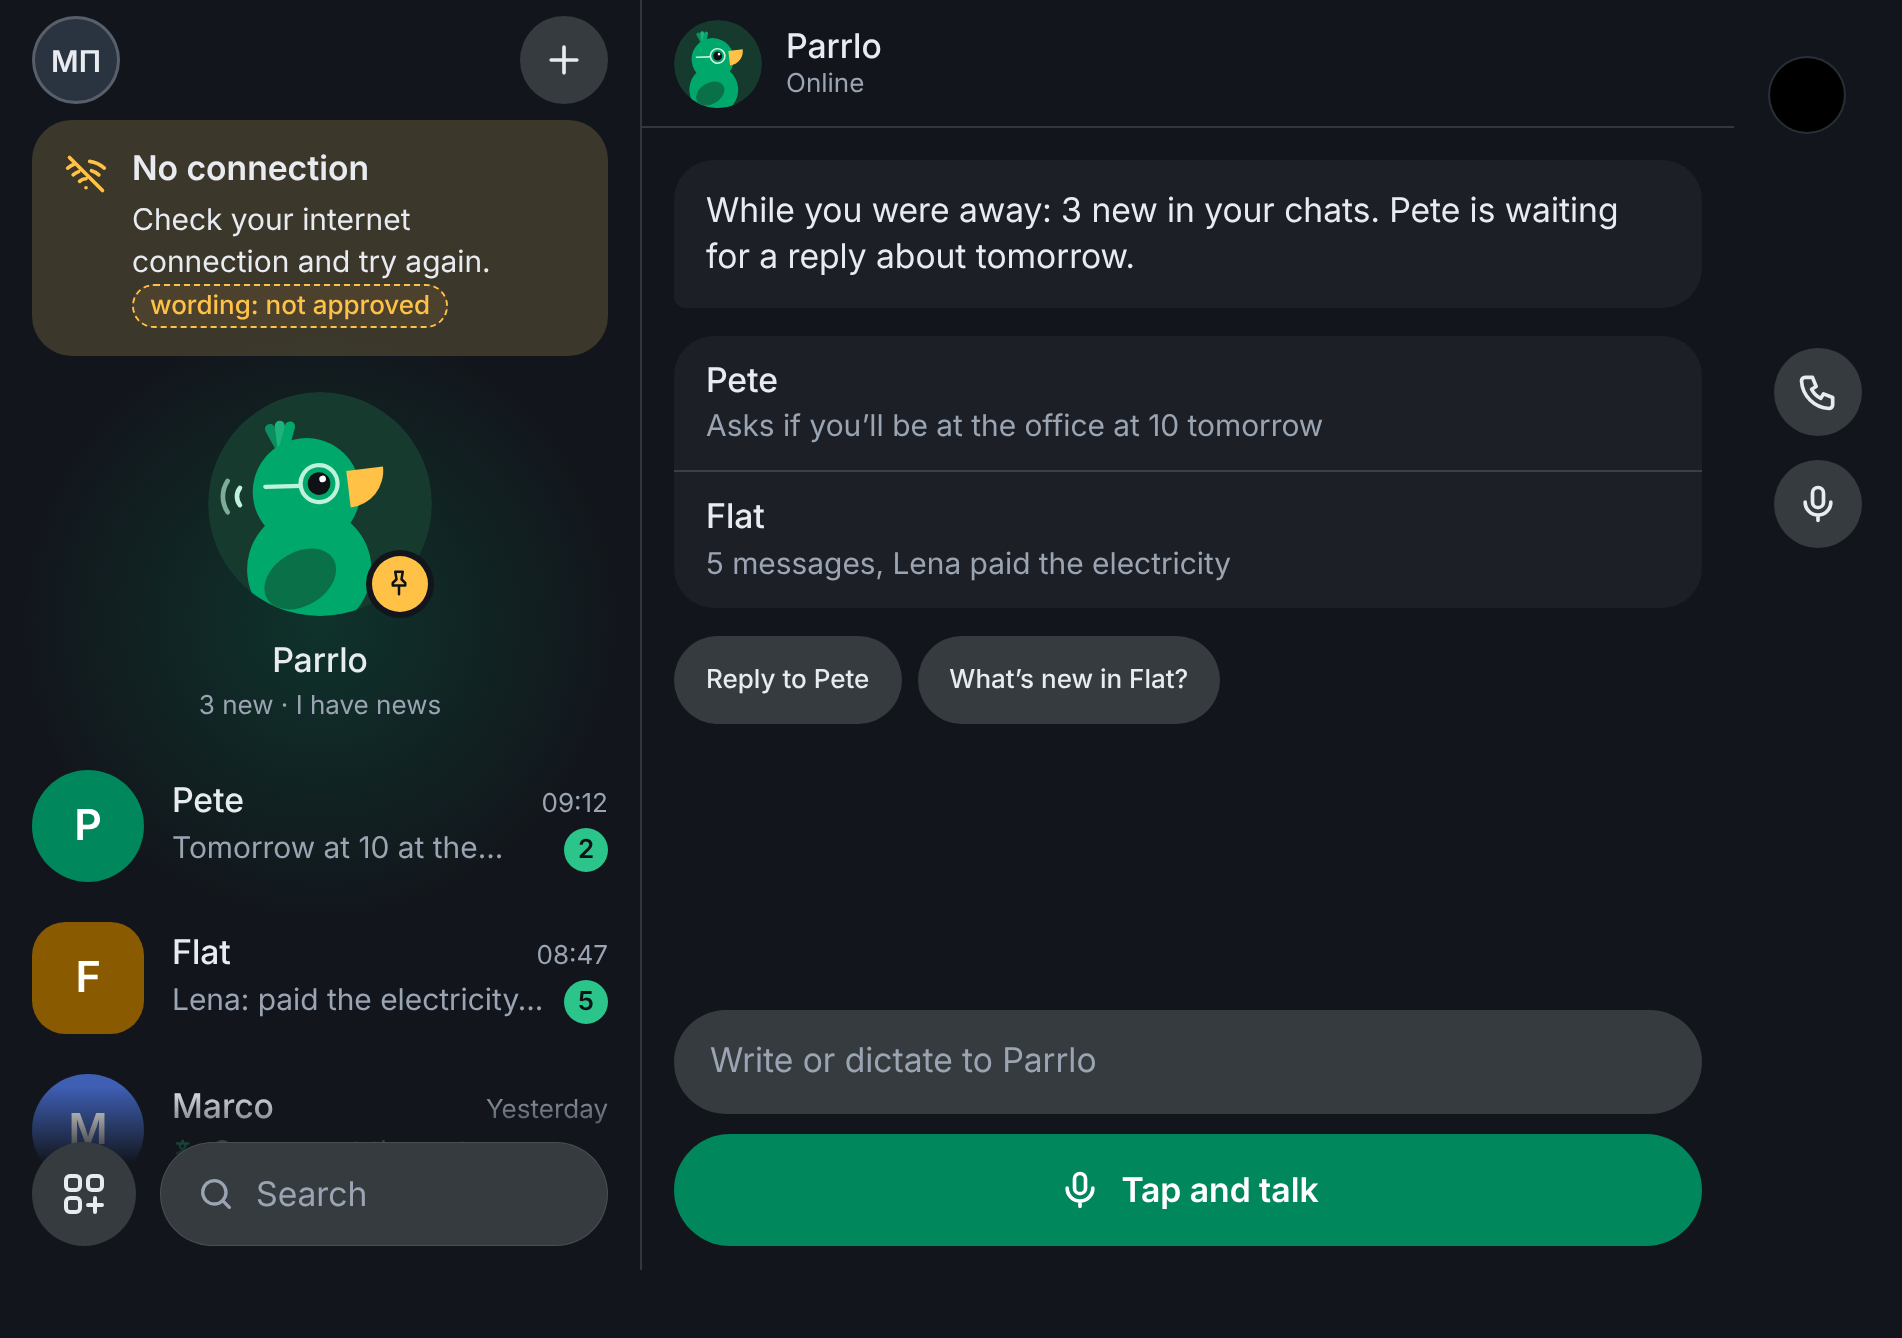 МП
No connection
Check your internet
connection and try again.
wording: not approved
Parrlo
3 new · I have news
Pete
09:12
Tomorrow at 10 at the...
2
P
Flat
08:47
Lena: paid the electricity...
5
F
Marco
Yesterday
M
Search
Parrlo
Online
While you were away: 3 new in your chats. Pete is waiting
for a reply about tomorrow.
Pete
Asks if you’ll be at the office at 10 tomorrow
Flat
5 messages, Lena paid the electricity
Reply to Pete
What’s new in Flat?
Write or dictate to Parrlo
Tap and talk